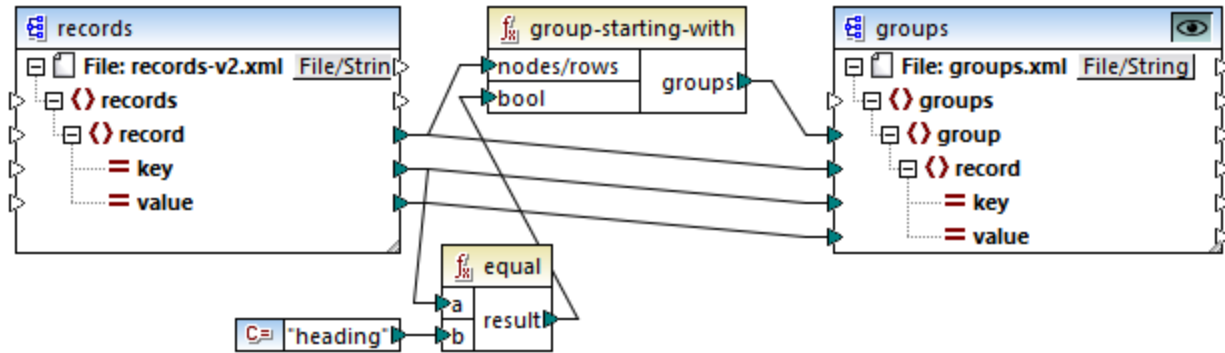 records
File: records-v2.xml File/Strin
records
record
key
value
group-starting-with
nodes/rows
bool
groups
groups
File: groups.xml File/String
groups
group
record
key
value
equal
a
b
result
C= "heading"